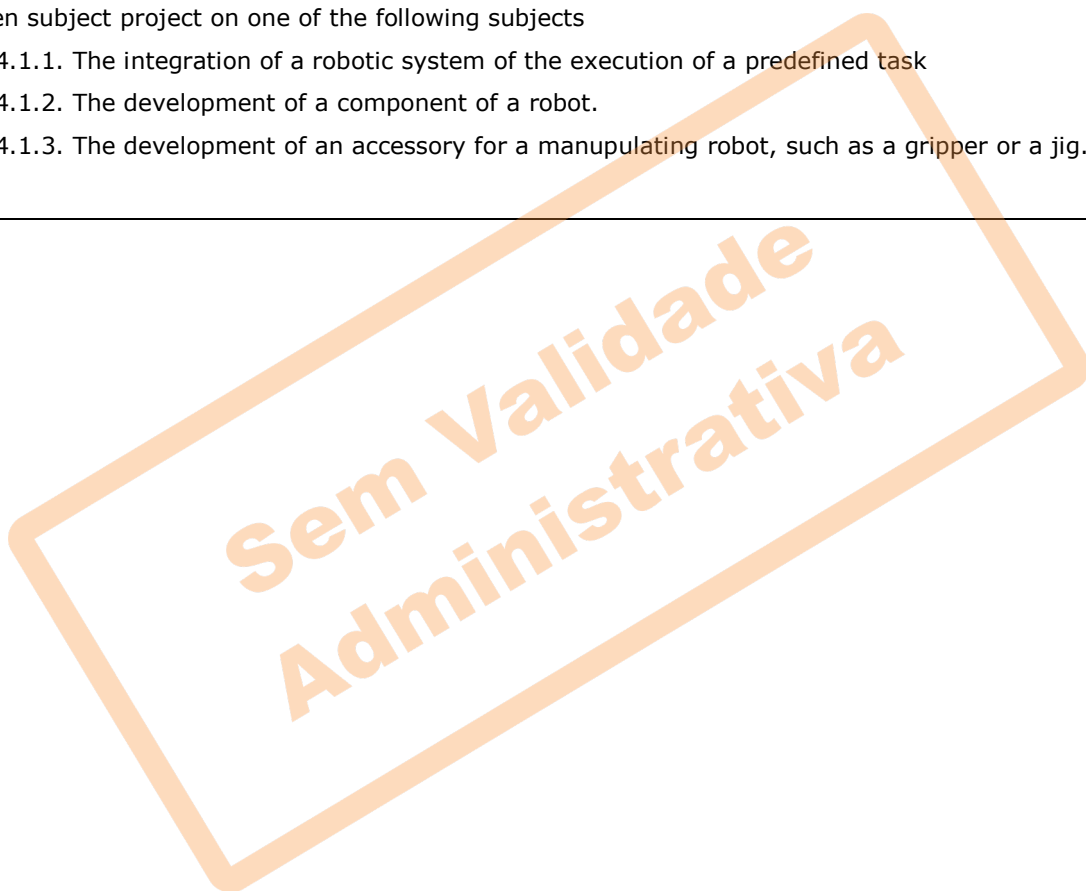 en subject project on one of the following subjects
4.1.1. The integration of a robotic system of the execution of a predefined task
4.1.2. The development of a component of a robot.
4.1.3. The development of an accessory for a manupulating robot, such as a gripper or a jig.
Sem Validade
Administrativa